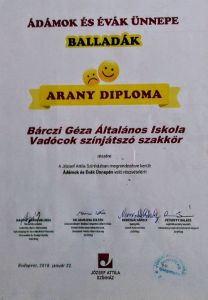 ÁDÁMOK ÉS ÉVÁK ÜNNEPE
BALLADÁK
ARANY DIPLOMA
Bárczi Géza Általános Iskola
Vadócok színjátszó szakkör
részére
A József Attila Színházban megrendezésre került
Ádámok és Évák Ünnepén való részvételéért
Budapest, 2018. január 22.
JÓZSEF ATTILA
SZÍNHÁZ